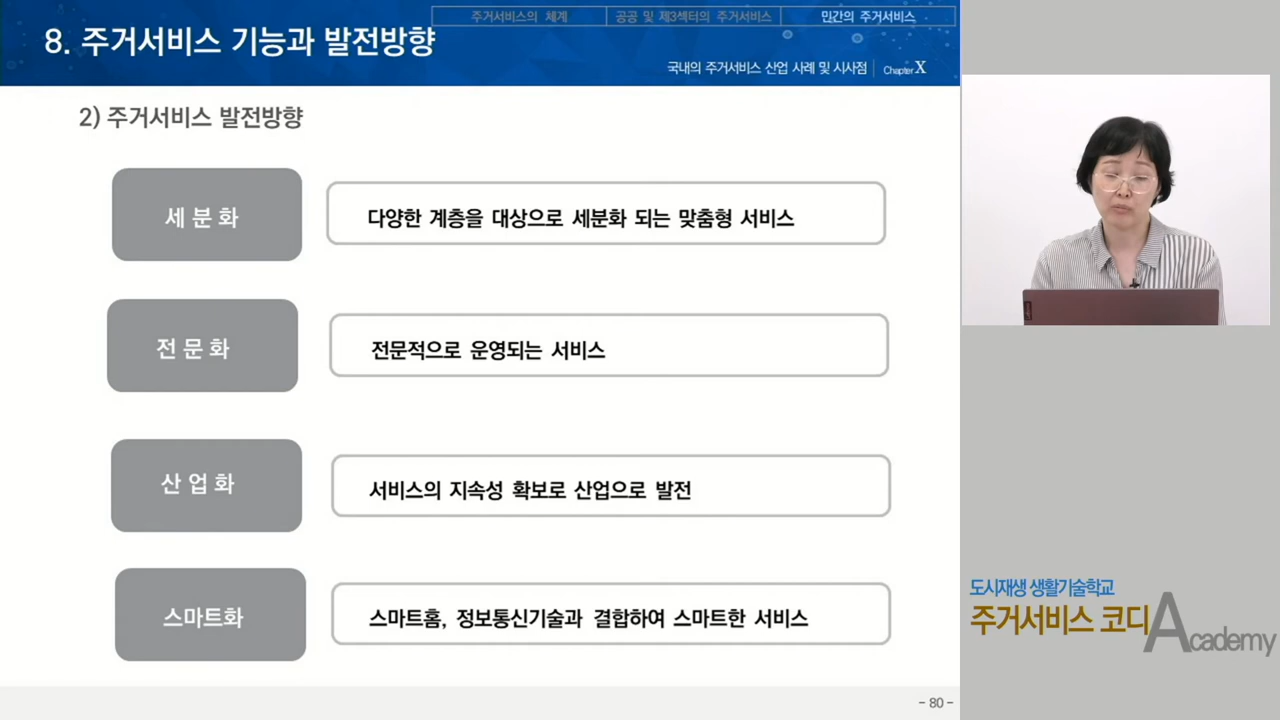 주거서비스의 체계
공공 및 제3섹터의 주거서비스
민간의 주거서비스
8. 주거서비스 기능과 발전방향
국내의 주거서비스 산업 사례 및 시사점
Chapter X
2) 주거서비스 발전방향
세분화
다양한 계층을 대상으로 세분화 되는 맞춤형 서비스
전문화
전문적으로 운영되는 서비스
산업화
서비스의 지속성 확보로 산업으로 발전
스마트화
스마트홈, 정보통신기술과 결합하여 스마트한 서비스
도시재생 생활기술학교
주거서비스 코디 Academy
- 80 -